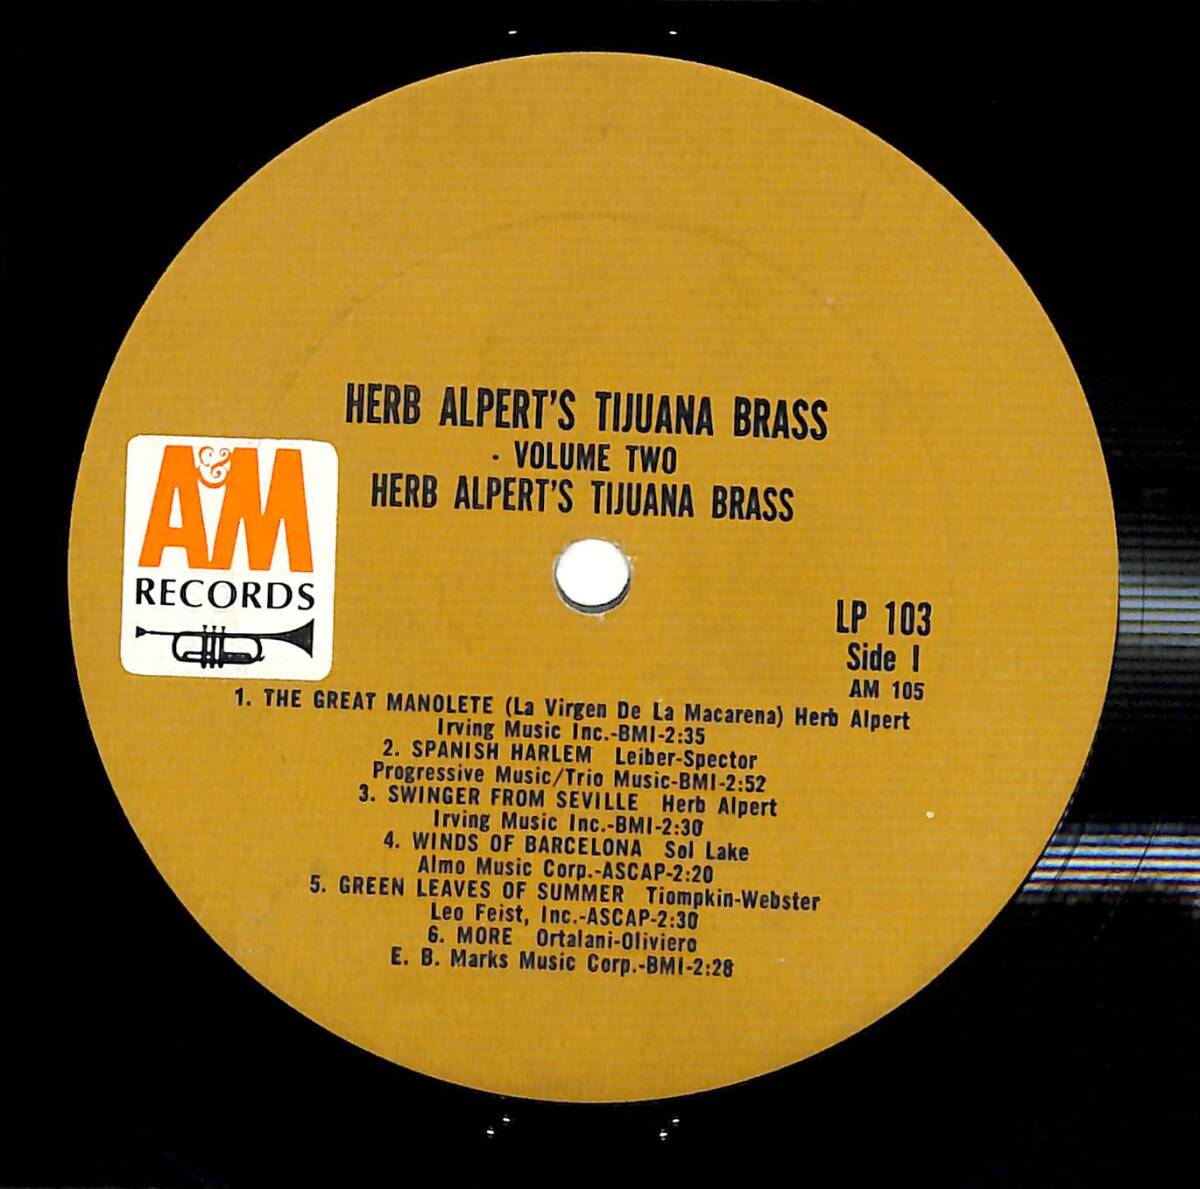 HERB ALPERT'S TIJUANA BRASS
· VOLUME TWO
HERB ALPERT'S TIJUANA BRASS
A&M
RECORDS
LP 103
Side 1
AM 105
1. THE GREAT MANOLETE (La Virgen De La Macarena) Herb Alpert
Irving Music Inc.-BMI-2:35
2. SPANISH HARLEM Leiber-Spector
Progressive Music/Trio Music-BMI-2:52
3. SWINGER FROM SEVILLE Herb Alpert
Irving Music Inc.-BMI-2:30
4. WINDS OF BARCELONA Sol Lake
Almo Music Corp.-ASCAP-2:20
5. GREEN LEAVES OF SUMMER Tiompkin-Webster
Leo Feist, Inc.-ASCAP-2:30
6. MORE Ortalani-Oliviero
E. B. Marks Music Corp.-BMI-2:28